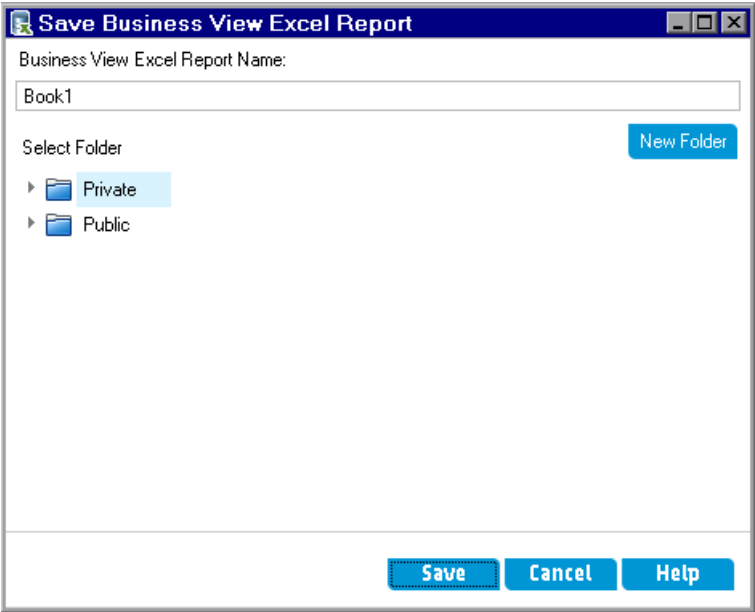 Save Business View Excel Report
Business View Excel Report Name:
Book1
New Folder
Select Folder
Private
Public
Save Cancel Help